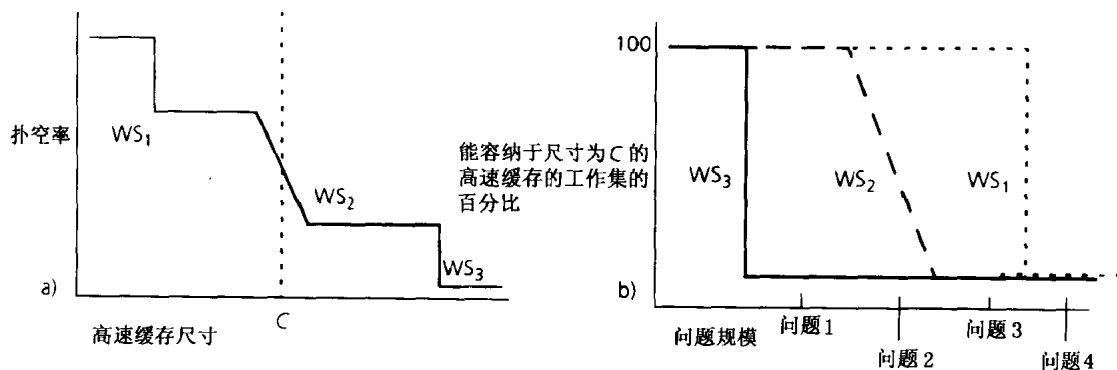 扑空率
WS1
WS2
WS3
a)
C
高速缓存尺寸
能容纳于尺寸为C的
高速缓存的工作集的
百分比
100
WS3
WS2
WS1
b)
问题规模
问题1
问题2
问题3
问题4